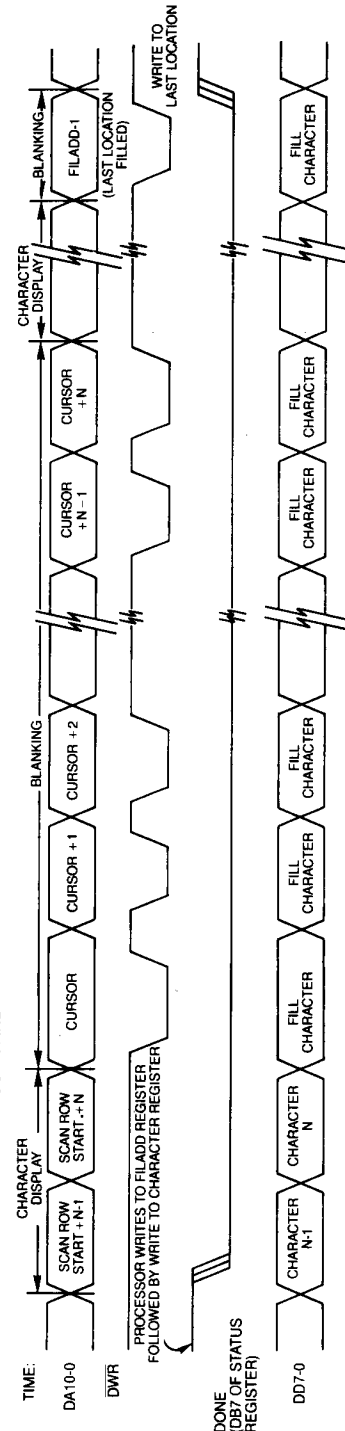 TIME:
CHARACTER
DISPLAY
BLANKING
CHARACTER
DISPLAY
BLANKING
DA10-0
SCAN ROW
START +N-1
SCAN ROW
START +N
CURSOR
CURSOR +1
CURSOR +2
CURSOR
+N-1
CURSOR
+N
FILADD-1
(LAST LOCATION
FILLED)
DWR
PROCESSOR WRITES TO FILADD REGISTER
FOLLOWED BY WRITE TO CHARACTER REGISTER
WRITE TO
LAST LOCATION
DONE
(DB7 OF STATUS
REGISTER)
DD7-0
CHARACTER
N-1
CHARACTER
N
FILL
CHARACTER
FILL
CHARACTER
FILL
CHARACTER
FILL
CHARACTER
FILL
CHARACTER
FILL
CHARACTER